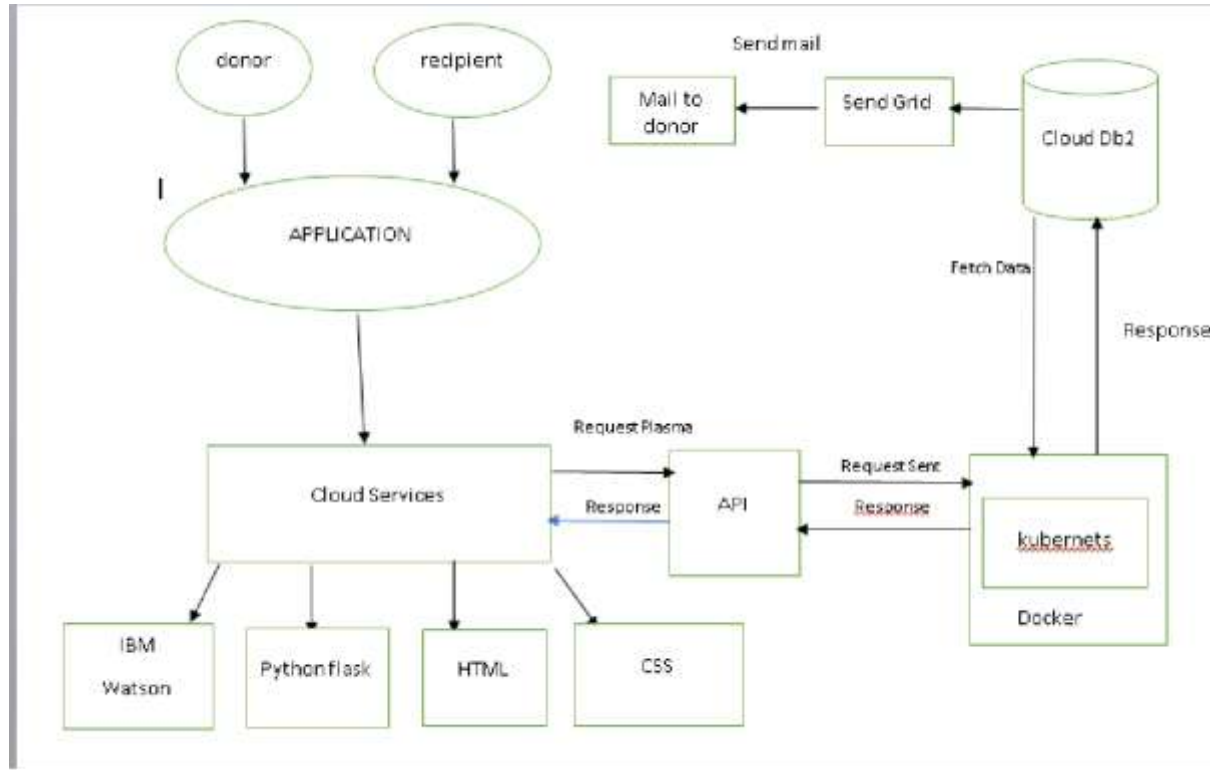 donor
recipient
Send mail
Mail to
donor
Send Grid
Cloud Db2
APPLICATION
Fetch Data
Response
Request Plasma
Cloud Services
Response
API
Request Sent
Response
kubernets
Docker
IBM
Watson
Python flask
HTML
CSS